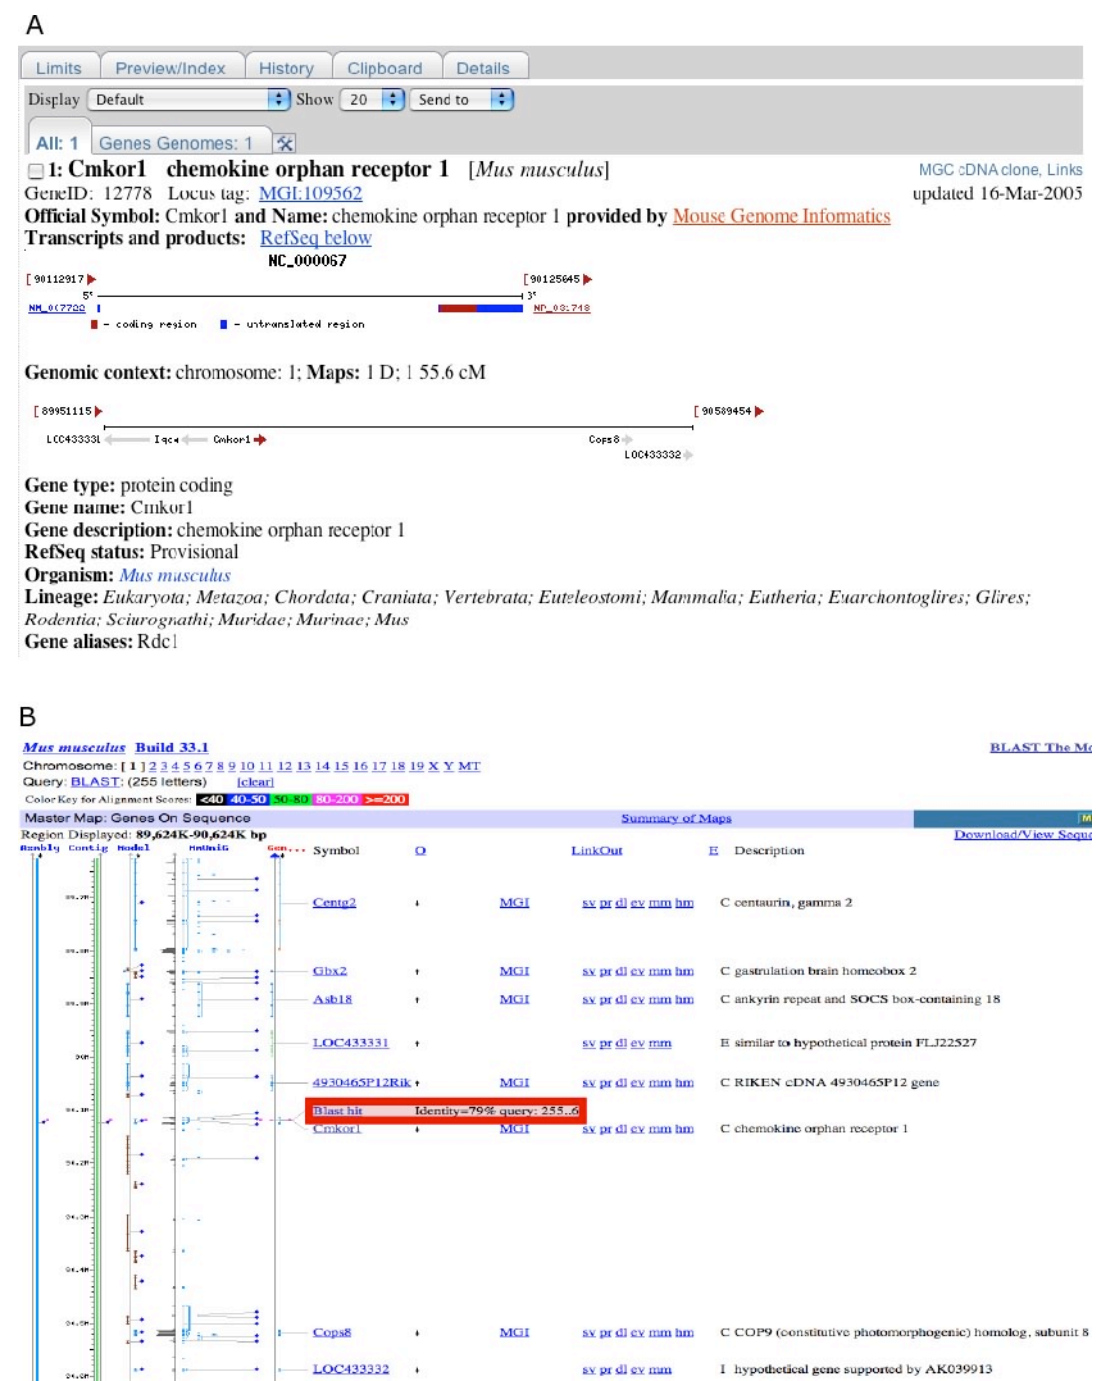 A
Limits Preview/Index History Clipboard Details
Display Default Show 20 Send to
All: 1 Genes Genomes: 1
1: Cmkor1 chemokine orphan receptor 1 [Mus musculus] MGC cDNA clone, Links
GeneID: 12778 Locus tag: MGI:109562 updated 16-Mar-2005
Official Symbol: Cmkor1 and Name: chemokine orphan receptor 1 provided by Mouse Genome Informatics
Transcripts and products: RefSeq below
NC_000067
[ 90112917 [ 90125645
5' 3'
- coding region - untranslated region
Genomic context: chromosome: 1; Maps: 1 D; 1 55.6 cM
[ 89951115 [ 90589454
Cmkor1 Cops8
LOC433332
Gene type: protein coding
Gene name: Cmkor1
Gene description: chemokine orphan receptor 1
RefSeq status: Provisional
Organism: Mus musculus
Lineage: Eukaryota; Metazoa; Chordata; Craniata; Vertebrata; Euteleostomi; Mammalia; Eutheria; Euarchontoglires; Glires;
Rodentia; Sciurognathi; Muridae; Murinae; Mus
Gene aliases: Rdc1
B
Mus musculus Build 33.1 BLAST The Mo
Chromosome: [ 1 ] 2 3 4 5 6 7 8 9 10 11 12 13 14 15 16 17 18 19 X Y MT
Query: BLAST: (255 letters) [clear]
Color Key for Alignment Scores: <40 40-50 50-80 80-200 >=200
Master Map: Genes On Sequence Summary of Maps M
Region Displayed: 89,624K-90,624K bp Download/View Seque
Contig Model Symbol O LinkOut E Description
Centg2 MGI sv pr dl ev mm hm C centaurin, gamma 2
Gbx2 MGI sv pr dl ev mm hm C gastrulation brain homeobox 2
Asb18 MGI sv pr dl ev mm hm C ankyrin repeat and SOCS box-containing 18
LOC433331 sv pr dl ev mm E similar to hypothetical protein FLJ22527
4930465P12Rik MGI sv pr dl ev mm hm C RIKEN cDNA 4930465P12 gene
Blast hit Identity=79% query: 255..6
Cmkor1 MGI sv pr dl ev mm hm C chemokine orphan receptor 1
Cops8 MGI sv pr dl ev mm hm C COP9 (constitutive photomorphogenic) homolog, subunit 8
LOC433332 sv pr dl ev mm I hypothetical gene supported by AK039913